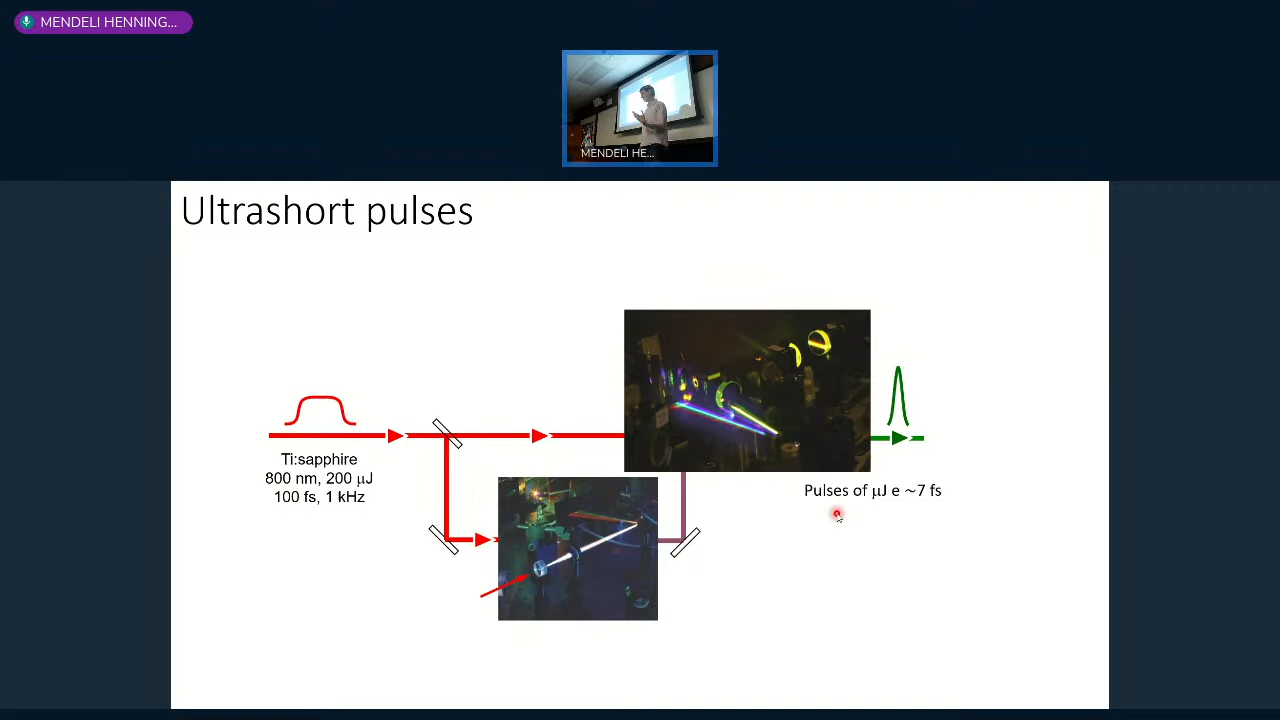 MENDELI HENNING...
MENDELI HE...
Ultrashort pulses
Ti:sapphire
800 nm, 200 μJ
100 fs, 1 kHz
Pulses of μJ e ~7 fs